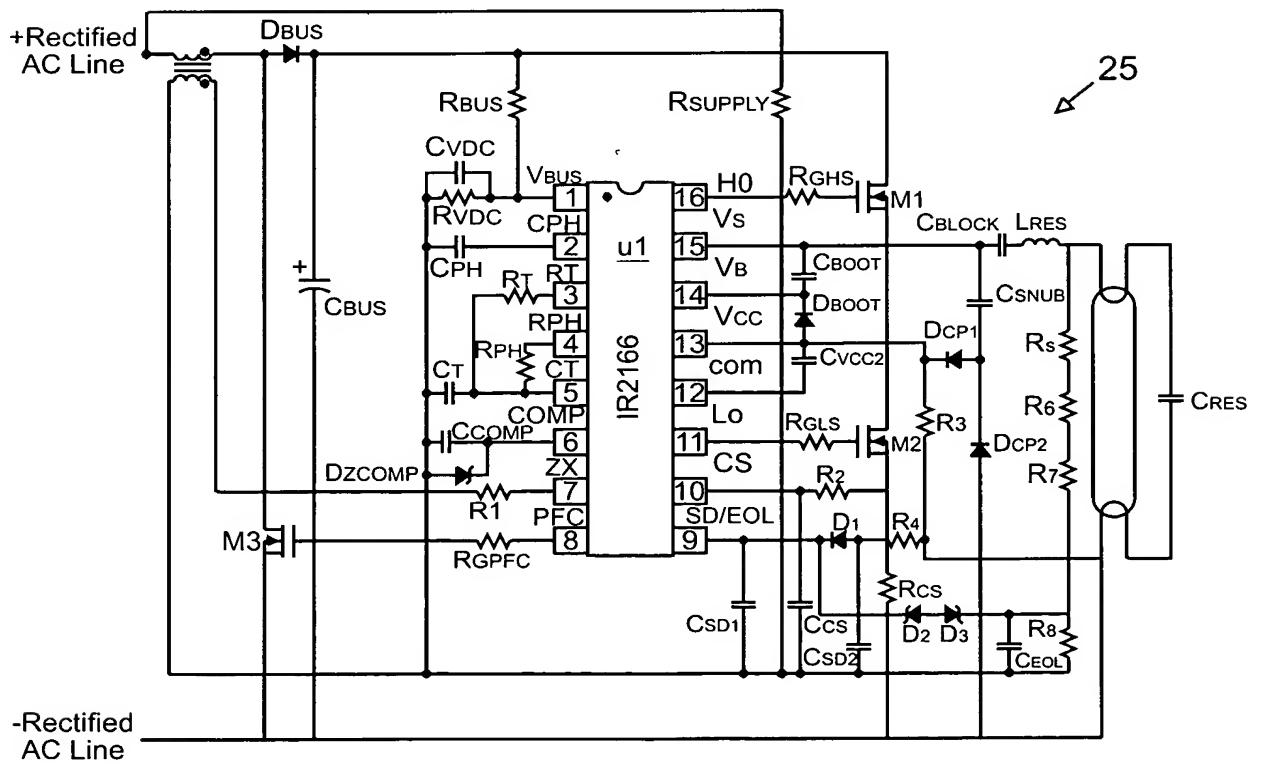 +Rectified
AC Line
DBUS
25
RBUS
RSUPPLY
CVDC
RVDC
VBUS
1
16
H0
RGHS
M1
VS
CPH
CPH
2
u1
15
VB
CBOOT
CBLOCK
LRES
+
CBUS
RT
RT
3
14
VCC
DBOOT
CSNUB
RPH
RPH
4
IR2166
13
com
CVCC2
DCP1
RS
CT
CT
5
12
Lo
R3
R6
CRES
COMP
CCOMP
6
11
RGLS
M2
CS
DCP2
DZCOMP
ZX
R1
7
10
R2
R7
SD/EOL
M3
PFC
RGPFC
8
9
D1
R4
CSD1
CCS
RCS
D2
D3
CSD2
CEOL
R8
-Rectified
AC Line